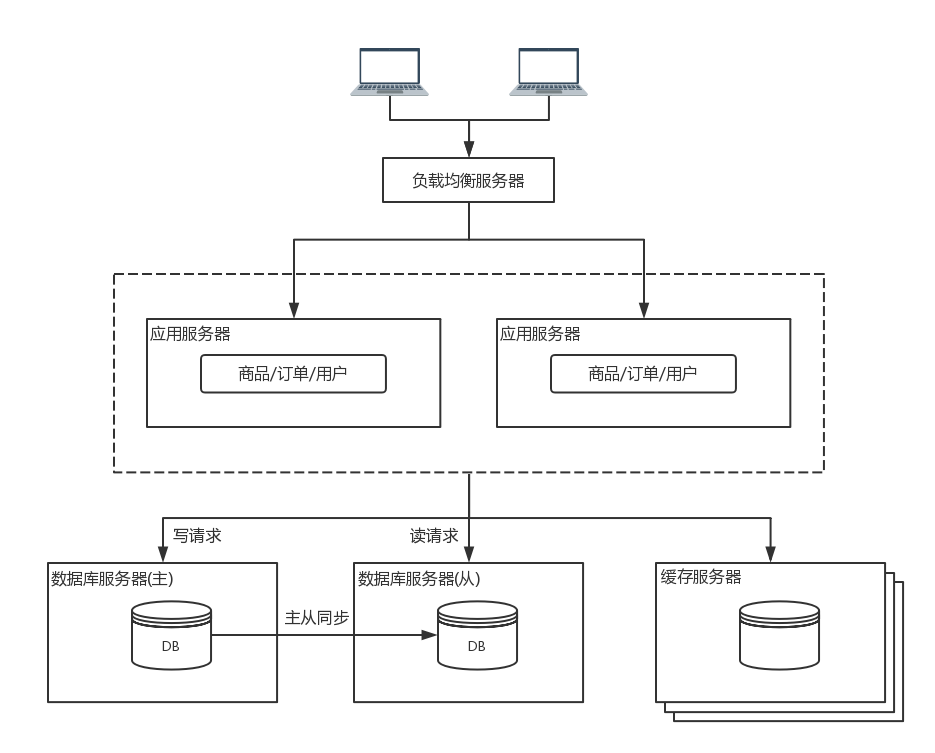 负载均衡服务器
应用服务器
商品/订单/用户
应用服务器
商品/订单/用户
写请求
读请求
数据库服务器(主)
DB
主从同步
数据库服务器(从)
DB
缓存服务器